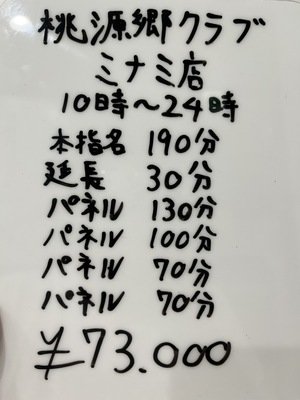 桃源郷クラブ
ミナミ店
10時～24時
本指名 190分
延長 30分
パネル 130分
パネル 100分
パネル 70分
パネル 70分
¥73.000